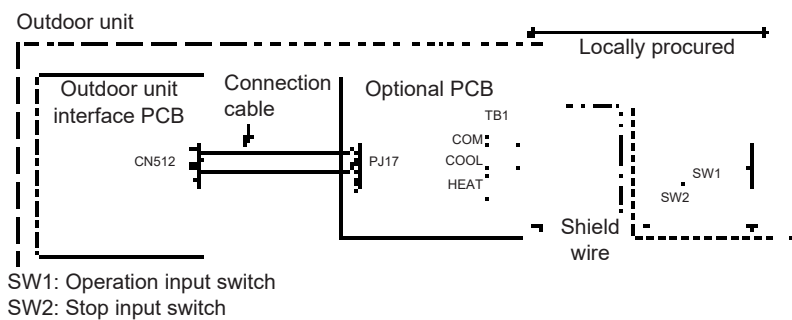 Outdoor unit
Locally procured
Outdoor unit
interface PCB
Connection
cable
Optional PCB
TB1
COM
COOL
HEAT
CN512
PJ17
SW1
SW2
Shield
wire
SW1: Operation input switch
SW2: Stop input switch